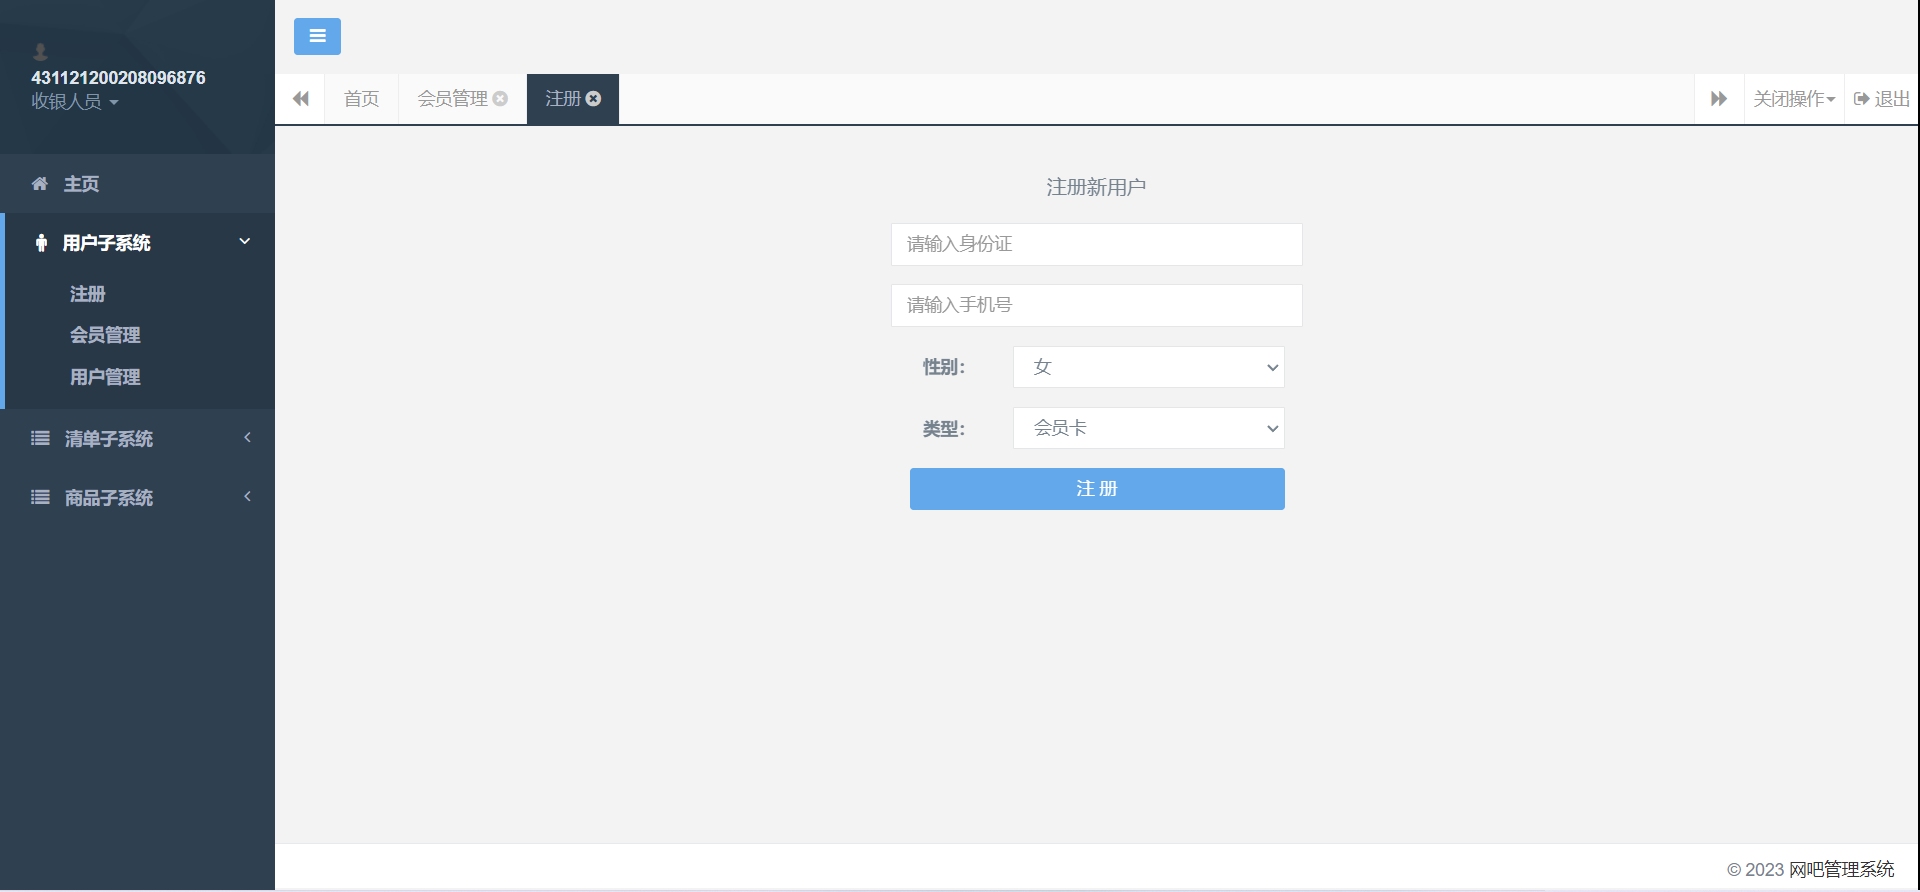 431121200208096876
收银人员
主页
用户子系统
注册
会员管理
用户管理
清单子系统
商品子系统
首页
会员管理
注册
关闭操作
退出
注册新用户
请输入身份证
请输入手机号
性别：
女
类型：
会员卡
注 册
© 2023 网吧管理系统